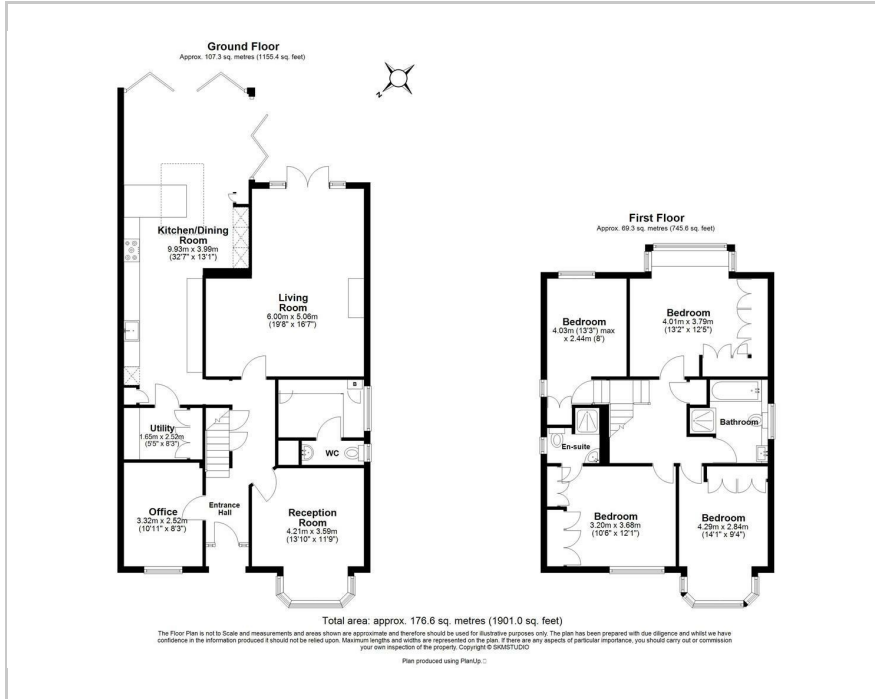 Ground Floor
Approx. 107.3 sq. metres (1155.4 sq. feet)
N
Kitchen/Dining
Room
9.93m x 3.99m
(32'7" x 13'1")
Living
Room
6.00m x 5.06m
(19'8" x 16'7")
Utility
1.65m x 2.52m
(5'5" x 8'3")
WC
Office
3.32m x 2.52m
(10'11" x 8'3")
Entrance
Hall
Reception
Room
4.21m x 3.59m
(13'10" x 11'9")
First Floor
Approx. 69.3 sq. metres (745.6 sq. feet)
Bedroom
4.03m (13'3") max
x 2.44m (8')
Bedroom
4.01m x 3.79m
(13'2" x 12'5")
Bathroom
En-suite
Bedroom
3.20m x 3.68m
(10'6" x 12'1")
Bedroom
4.29m x 2.84m
(14'1" x 9'4")
Total area: approx. 176.6 sq. metres (1901.0 sq. feet)
The Floor Plan is not to Scale and measurements and areas shown are approximate and therefore should be used for illustrative purposes only. The plan has been prepared with due diligence and whilst we have
confidence in the information produced it should not be relied upon. Maximum lengths and widths are represented on the plan. If there are any aspects of particular importance, you should carry out or commission
your own inspection of the property. Copyright © SKMSTUDIO
Plan produced using PlanUp.